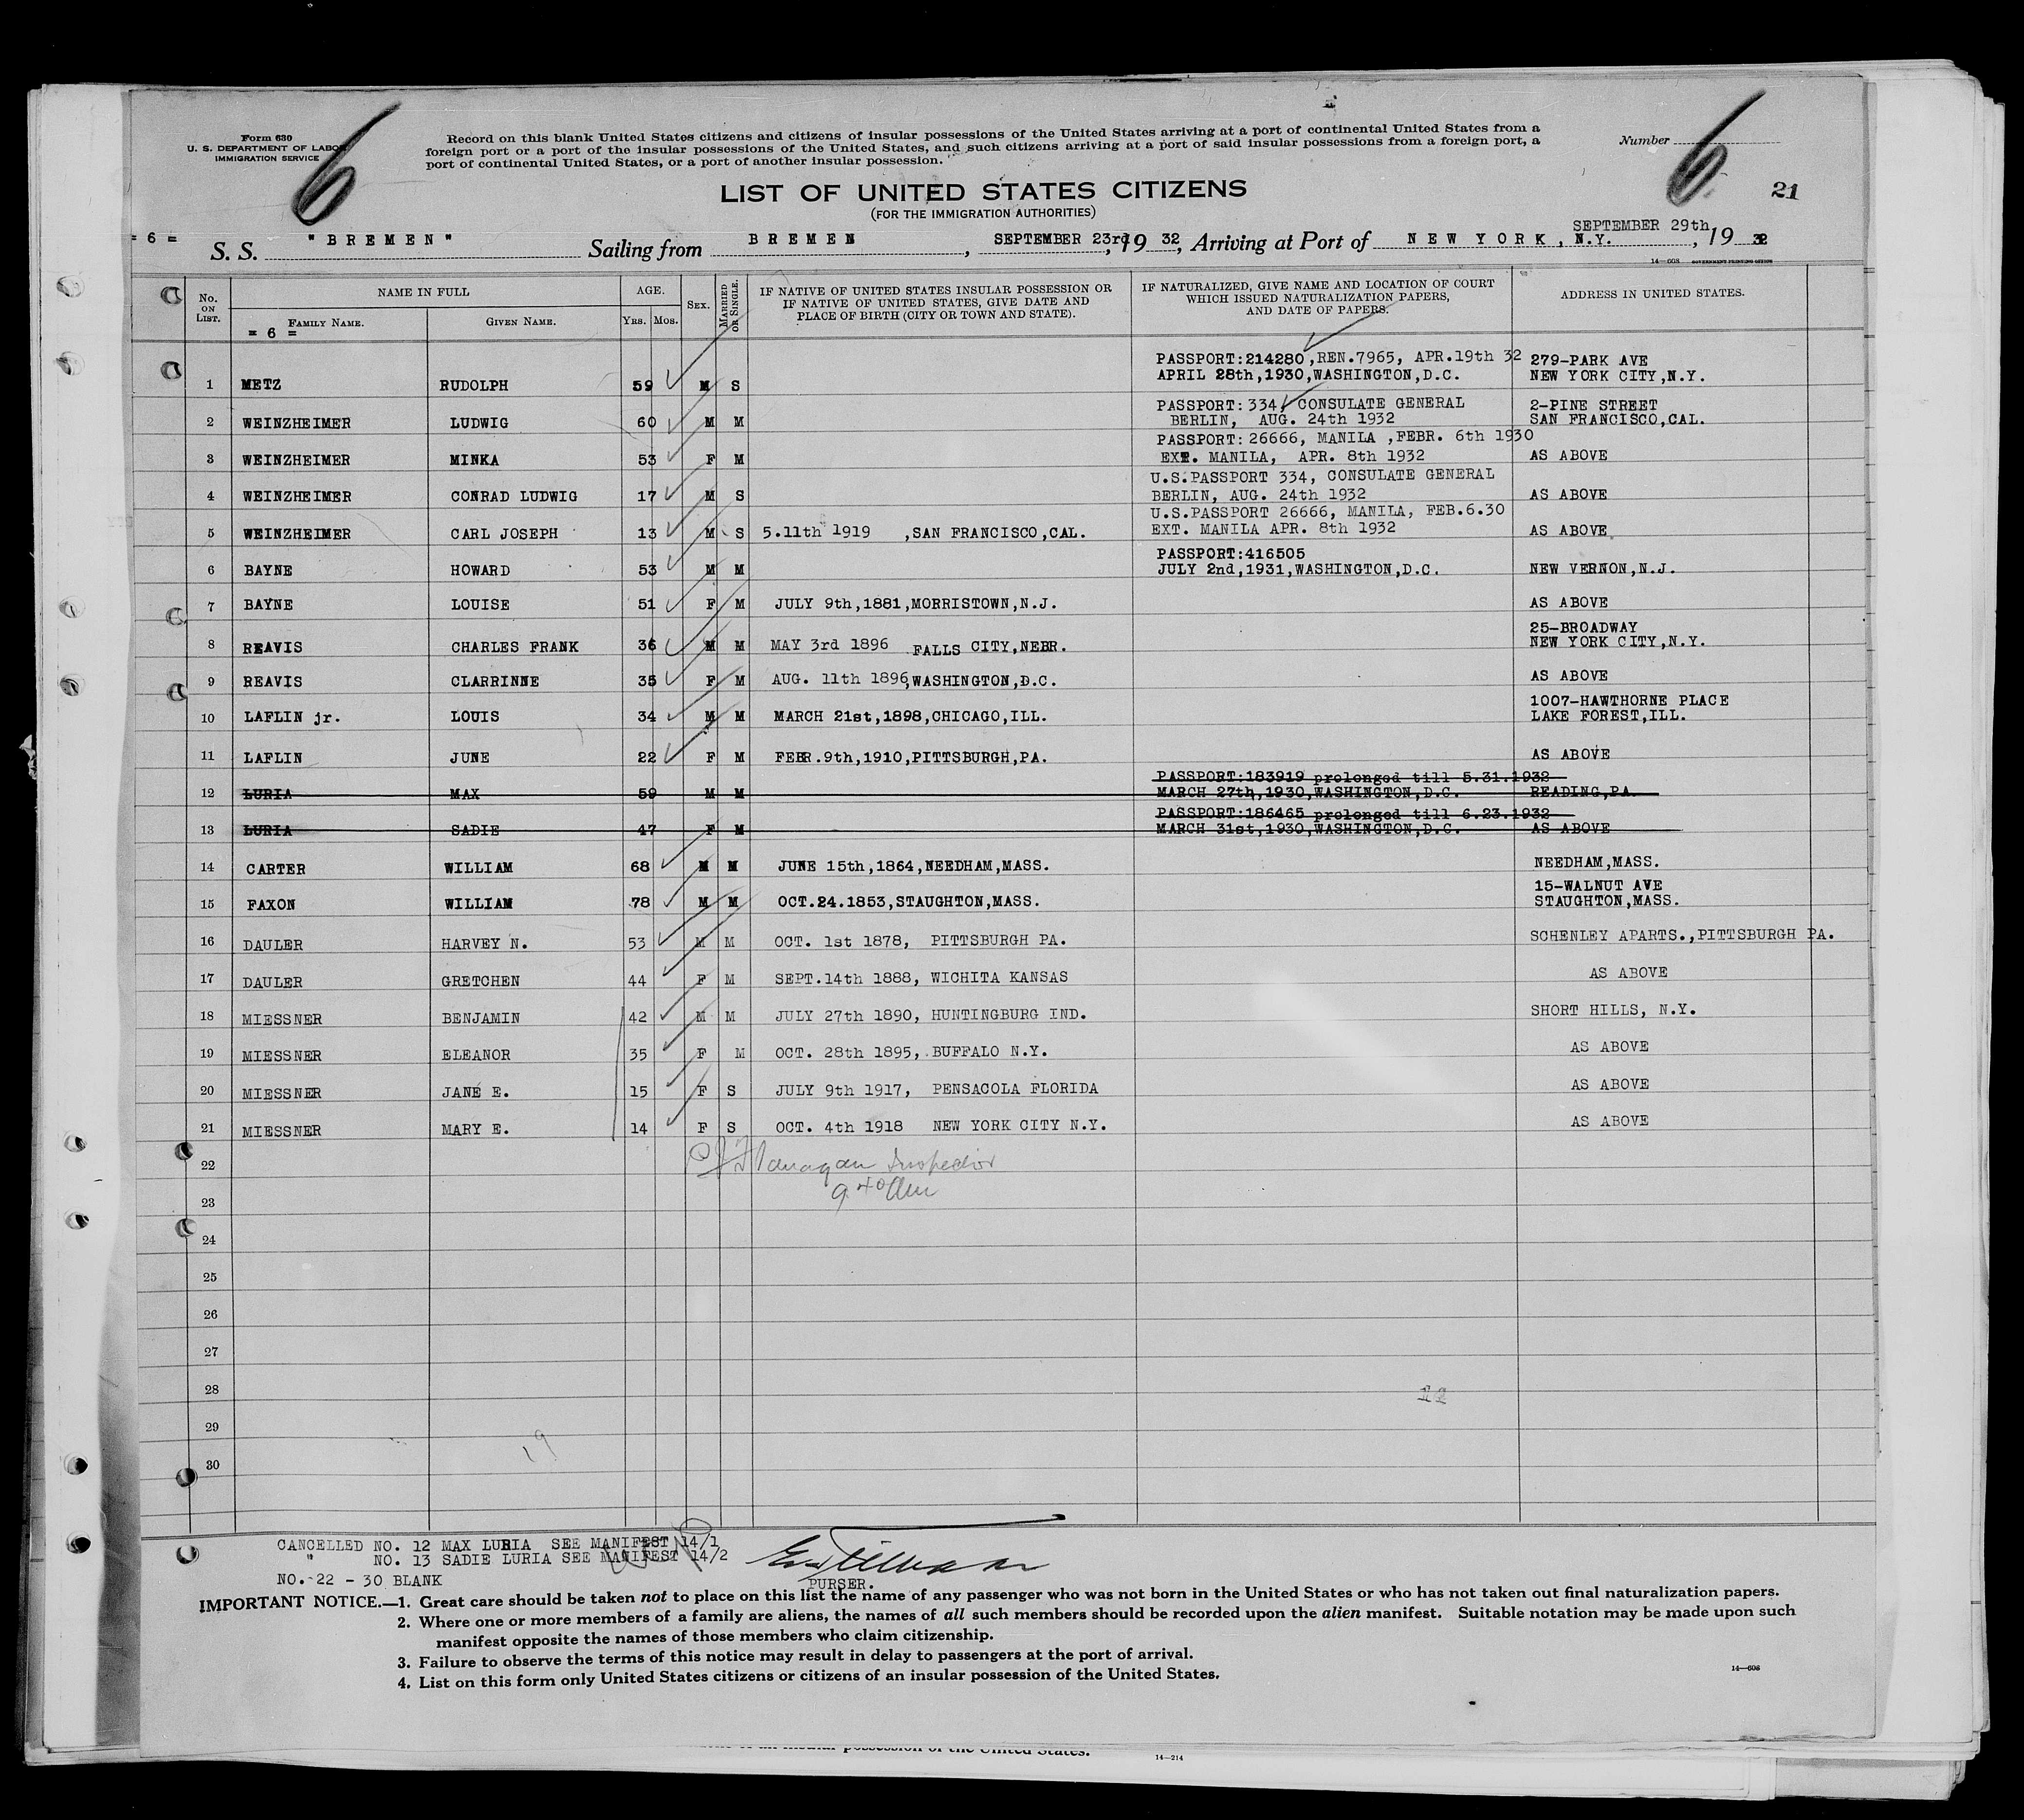 Form 630
U. S. DEPARTMENT OF LABOR
IMMIGRATION SERVICE
6
Record on this blank United States citizens and citizens of insular possessions of the United States arriving at a port of continental United States from a
foreign port or a port of the insular possessions of the United States, and such citizens arriving at a port of said insular possessions from a foreign port, a
port of continental United States, or a port of another insular possession.
Number
6
21
LIST OF UNITED STATES CITIZENS
(FOR THE IMMIGRATION AUTHORITIES)
= 6 = S. S. "BREMEN" Sailing from BREMEN, SEPTEMBER 23rd, 19 32, Arriving at Port of NEW YORK, N.Y. SEPTEMBER 29th, 19 32
14—608 GOVERNMENT PRINTING OFFICE
No. ON LIST.
NAME IN FULL
FAMILY NAME.
= 6 =
GIVEN NAME.
AGE.
YRS. MOS.
SEX.
MARRIED OR SINGLE.
IF NATIVE OF UNITED STATES INSULAR POSSESSION OR
IF NATIVE OF UNITED STATES, GIVE DATE AND
PLACE OF BIRTH (CITY OR TOWN AND STATE).
IF NATURALIZED, GIVE NAME AND LOCATION OF COURT
WHICH ISSUED NATURALIZATION PAPERS,
AND DATE OF PAPERS.
ADDRESS IN UNITED STATES.
PASSPORT:214280,REN.7965, APR.19th 32 279-PARK AVE
1 METZ RUDOLPH 59 M S APRIL 28th,1930,WASHINGTON,D.C. NEW YORK CITY,N.Y.
PASSPORT: 334, CONSULATE GENERAL 2-PINE STREET
2 WEINZHEIMER LUDWIG 60 M M BERLIN, AUG. 24th 1932 SAN FRANCISCO,CAL.
PASSPORT: 26666, MANILA ,FEBR. 6th 1930
3 WEINZHEIMER MINKA 53 F M EXT. MANILA, APR. 8th 1932 AS ABOVE
U.S.PASSPORT 334, CONSULATE GENERAL
4 WEINZHEIMER CONRAD LUDWIG 17 M S BERLIN, AUG. 24th 1932 AS ABOVE
U.S.PASSPORT 26666, MANILA, FEB.6.30
5 WEINZHEIMER CARL JOSEPH 13 M S 5.11th 1919 ,SAN FRANCISCO,CAL. EXT. MANILA APR. 8th 1932 AS ABOVE
PASSPORT:416505
6 BAYNE HOWARD 53 M M JULY 2nd,1931,WASHINGTON,D.C. NEW VERNON,N.J.
7 BAYNE LOUISE 51 F M JULY 9th,1881,MORRISTOWN,N.J. AS ABOVE
25-BROADWAY
8 REAVIS CHARLES FRANK 36 M M MAY 3rd 1896 FALLS CITY,NEBR. NEW YORK CITY,N.Y.
9 REAVIS CLARRINNE 35 F M AUG. 11th 1896,WASHINGTON,D.C. AS ABOVE
1007-HAWTHORNE PLACE
10 LAFLIN jr. LOUIS 34 M M MARCH 21st,1898,CHICAGO,ILL. LAKE FOREST,ILL.
11 LAFLIN JUNE 22 F M FEBR.9th,1910,PITTSBURGH,PA. AS ABOVE
PASSPORT:183919 prolonged till 5.31.1932
12 LURIA MAX 59 M M MARCH 27th,1930,WASHINGTON,D.C. READING,PA.
PASSPORT:186465 prolonged till 6.23.1932
13 LURIA SADIE 47 F M MARCH 31st,1930,WASHINGTON,D.C. AS ABOVE
14 CARTER WILLIAM 68 M M JUNE 15th,1864,NEEDHAM,MASS. NEEDHAM,MASS.
15-WALNUT AVE
15 FAXON WILLIAM 78 M M OCT.24.1853,STAUGHTON,MASS. STAUGHTON,MASS.
16 DAULER HARVEY N. 53 M M OCT. 1st 1878, PITTSBURGH PA. SCHENLEY APARTS.,PITTSBURGH PA.
17 DAULER GRETCHEN 44 F M SEPT.14th 1888, WICHITA KANSAS AS ABOVE
18 MIESSNER BENJAMIN 42 M M JULY 27th 1890, HUNTINGBURG IND. SHORT HILLS, N.Y.
19 MIESSNER ELEANOR 35 F M OCT. 28th 1895, BUFFALO N.Y. AS ABOVE
20 MIESSNER JANE E. 15 F S JULY 9th 1917, PENSACOLA FLORIDA AS ABOVE
21 MIESSNER MARY E. 14 F S OCT. 4th 1918 NEW YORK CITY N.Y. AS ABOVE
22 Flanagan Inspector
23 9.40 am
24
25
26
27
28
29
30
19
CANCELLED NO. 12 MAX LURIA SEE MANIFEST 14/1
" NO. 13 SADIE LURIA SEE MANIFEST 14/2
NO. 22 - 30 BLANK
PURSER.
IMPORTANT NOTICE.—1. Great care should be taken not to place on this list the name of any passenger who was not born in the United States or who has not taken out final naturalization papers.
2. Where one or more members of a family are aliens, the names of all such members should be recorded upon the alien manifest. Suitable notation may be made upon such
manifest opposite the names of those members who claim citizenship.
3. Failure to observe the terms of this notice may result in delay to passengers at the port of arrival.
4. List on this form only United States citizens or citizens of an insular possession of the United States.
14—608
of the United States.
14—214